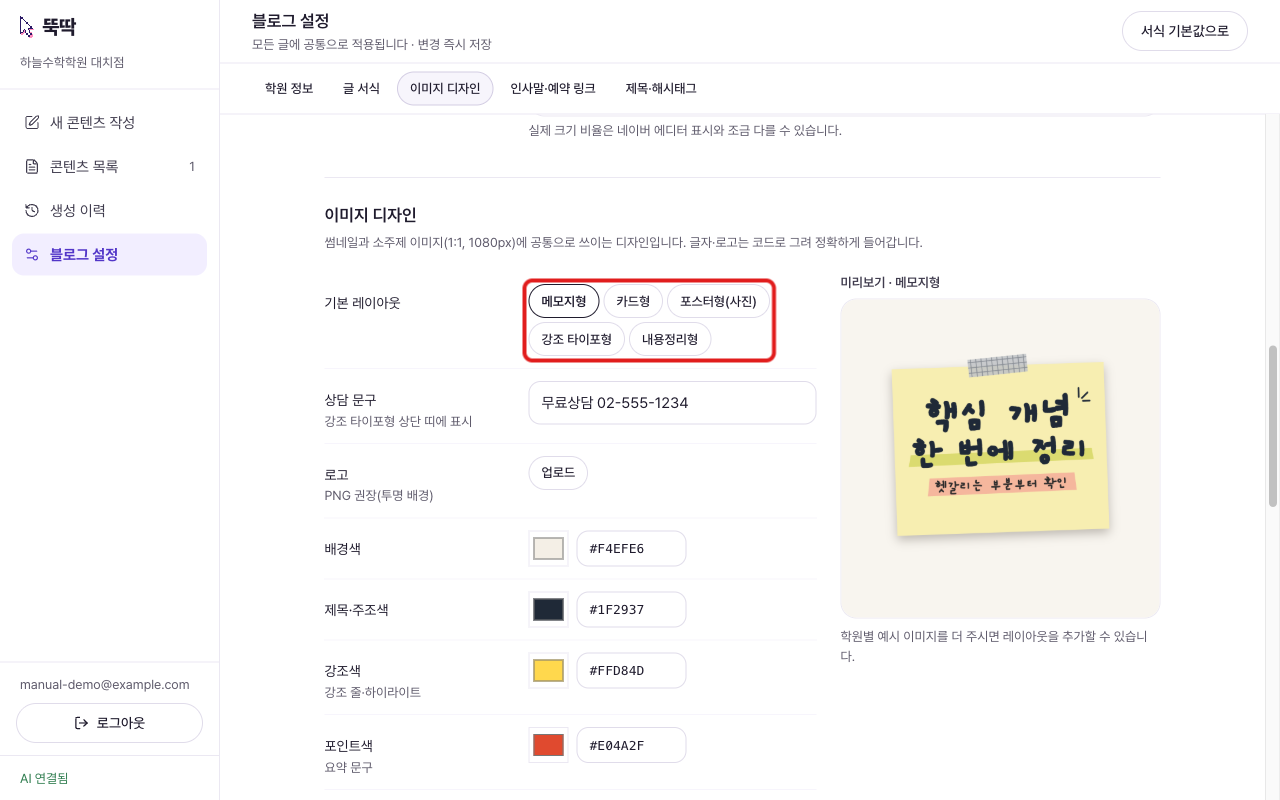 뚝딱
하늘수학학원 대치점
새 콘텐츠 작성
콘텐츠 목록 1
생성 이력
블로그 설정
manual-demo@example.com
로그아웃
AI 연결됨
블로그 설정
모든 글에 공통으로 적용됩니다 · 변경 즉시 저장
서식 기본값으로
학원 정보 글 서식 이미지 디자인 인사말·예약 링크 제목·해시태그
실제 크기 비율은 네이버 에디터 표시와 조금 다를 수 있습니다.
이미지 디자인
썸네일과 소주제 이미지(1:1, 1080px)에 공통으로 쓰이는 디자인입니다. 글자·로고는 코드로 그려 정확하게 들어갑니다.
기본 레이아웃
메모지형 카드형 포스터형(사진)
강조 타이포형 내용정리형
상담 문구
강조 타이포형 상단 띠에 표시
무료상담 02-555-1234
로고
PNG 권장(투명 배경)
업로드
배경색
#F4EFE6
제목·주조색
#1F2937
강조색
강조 줄·하이라이트
#FFD84D
포인트색
요약 문구
#E04A2F
미리보기 · 메모지형
핵심 개념
한 번에 정리
헷갈리는 부분부터 확인
학원별 예시 이미지를 더 주시면 레이아웃을 추가할 수 있습니
다.